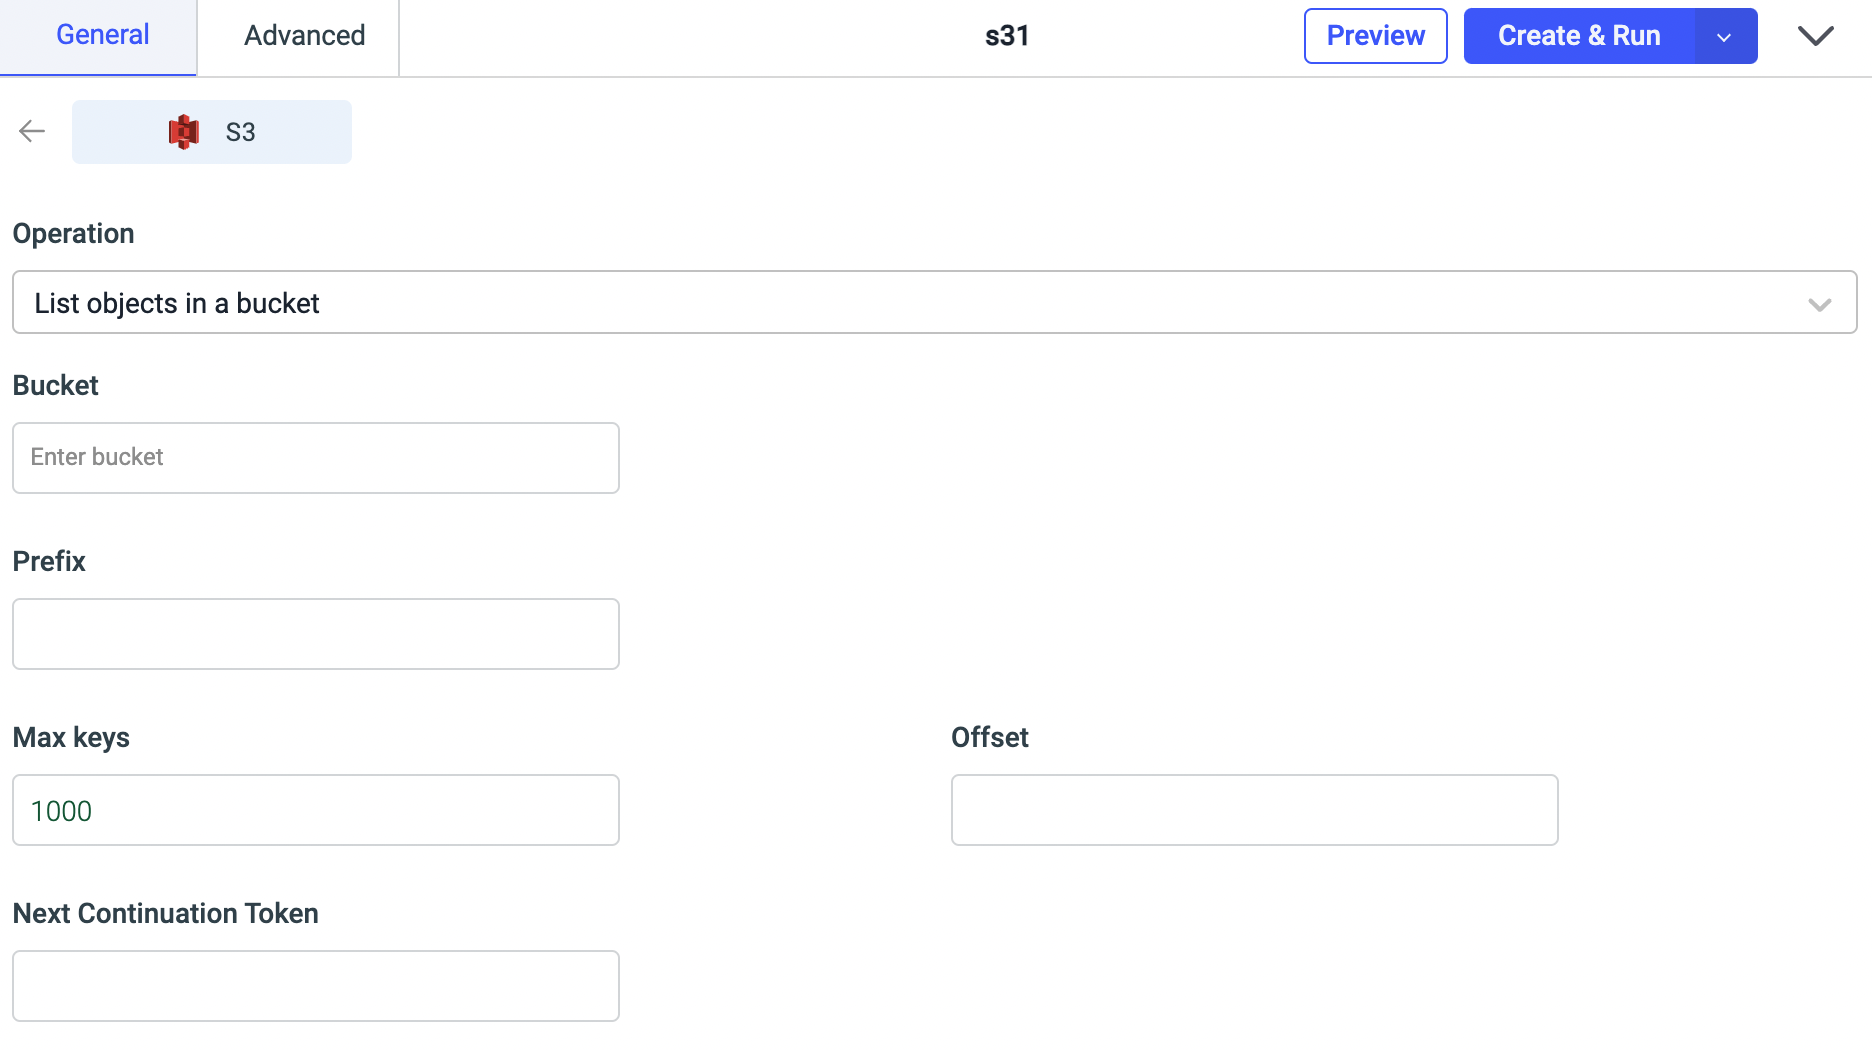 General
Advanced
s31
Preview
Create & Run
S3
Operation
List objects in a bucket
Bucket
Enter bucket
Prefix
Max keys
Offset
1000
Next Continuation Token